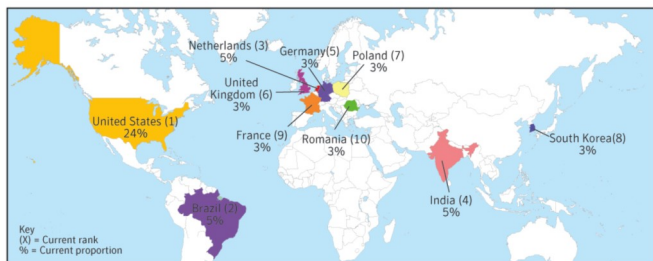 Netherlands (3)
5%
Germany(5)
3%
Poland (7)
3%
United
Kingdom (6)
3%
United States (1)
24%
France (9)
3%
Romania (10)
3%
South Korea(8)
3%
India (4)
5%
Brazil (2)
5%
Key
(X) = Current rank
% = Current proportion